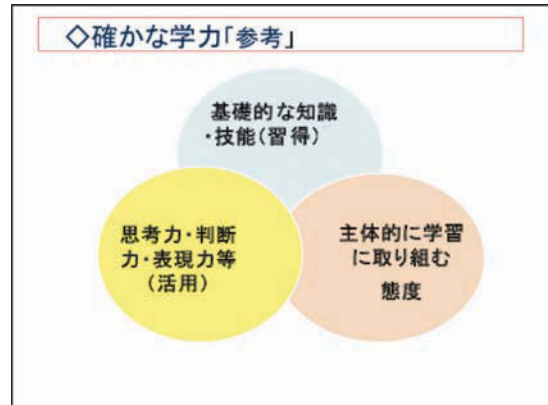 ◇確かな学力「参考」
基礎的な知識
・技能(習得)
思考力・判断
力・表現力等
(活用)
主体的に学習
に取り組む
態度